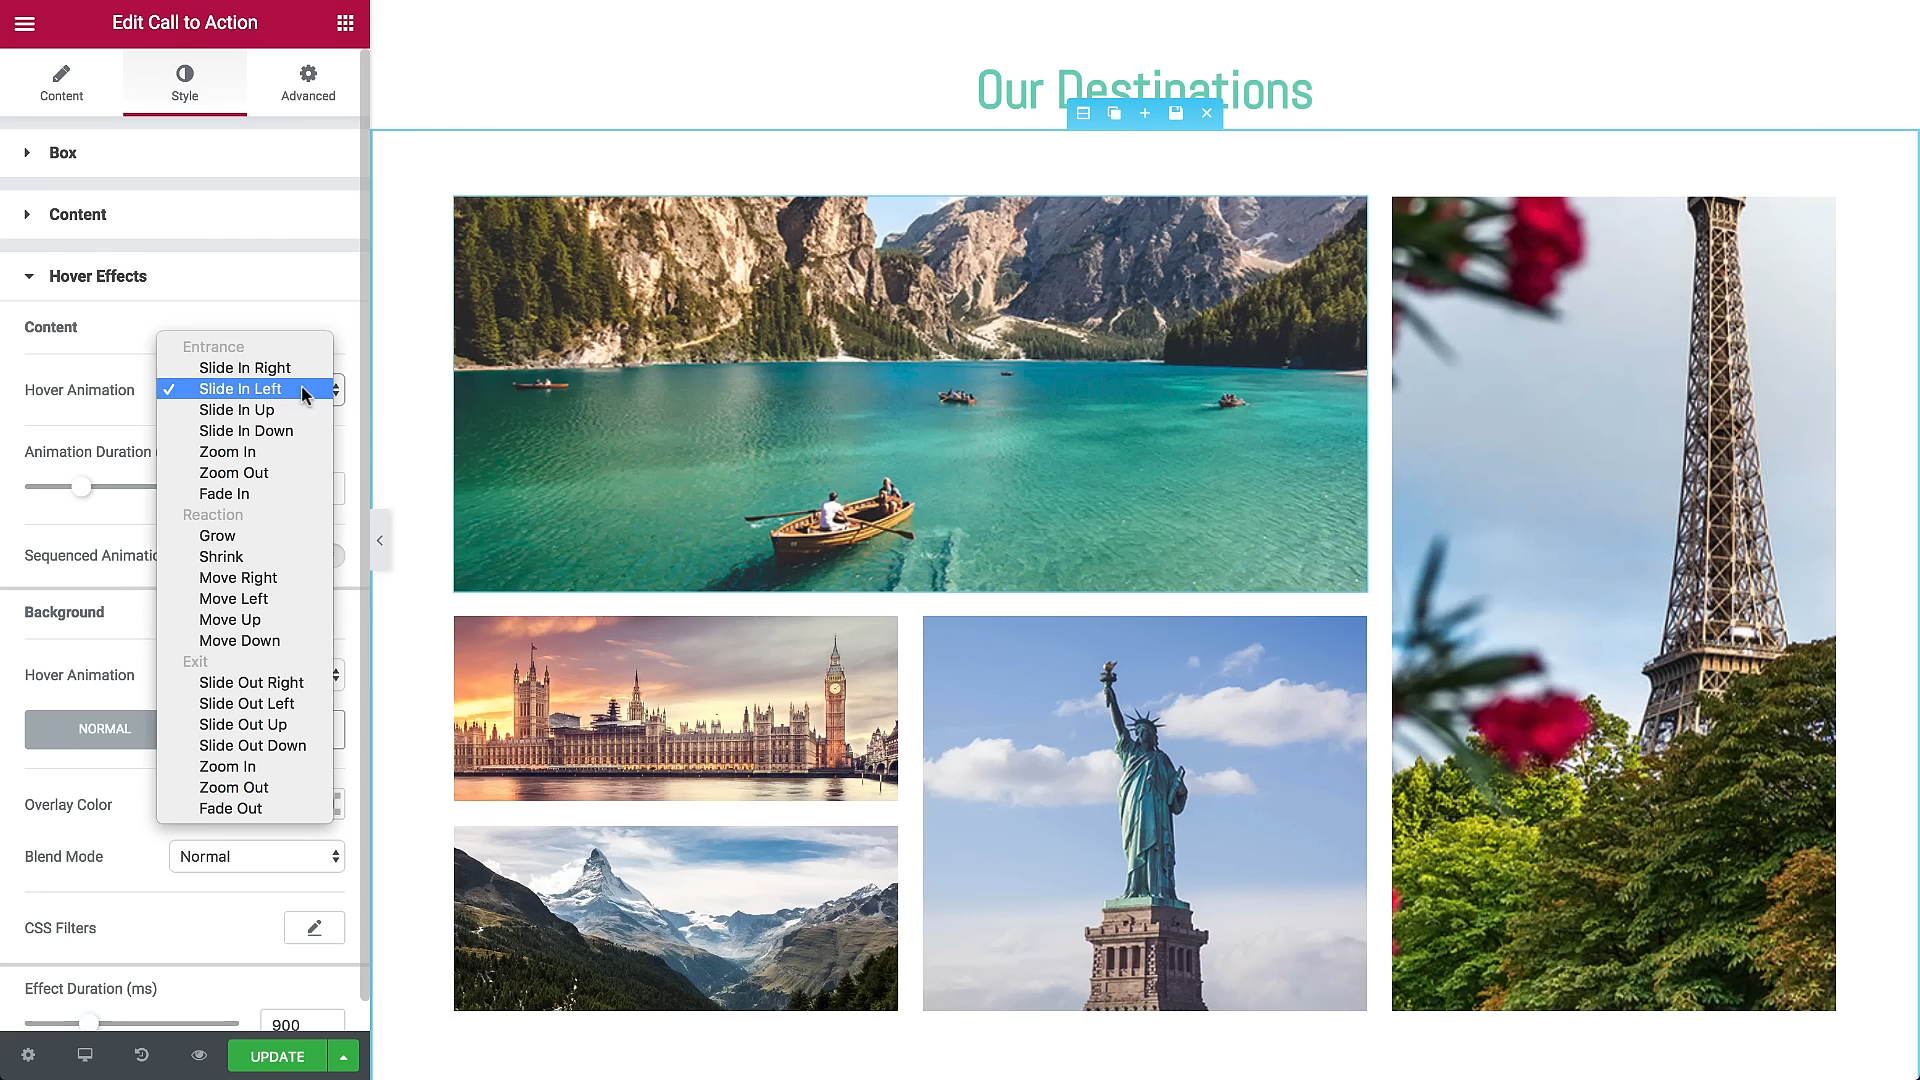 Edit Call to Action
Content
Style
Advanced
Box
Content
Hover Effects
Content
Hover Animation
Entrance
Slide In Right
Slide In Left
Slide In Up
Slide In Down
Zoom In
Zoom Out
Fade In
Reaction
Grow
Shrink
Move Right
Move Left
Move Up
Move Down
Exit
Slide Out Right
Slide Out Left
Slide Out Up
Slide Out Down
Zoom In
Zoom Out
Fade Out
Animation Duration
Sequenced Animatio
Background
Hover Animation
NORMAL
Overlay Color
Blend Mode
Normal
CSS Filters
Effect Duration (ms)
900
UPDATE
Our Destinations